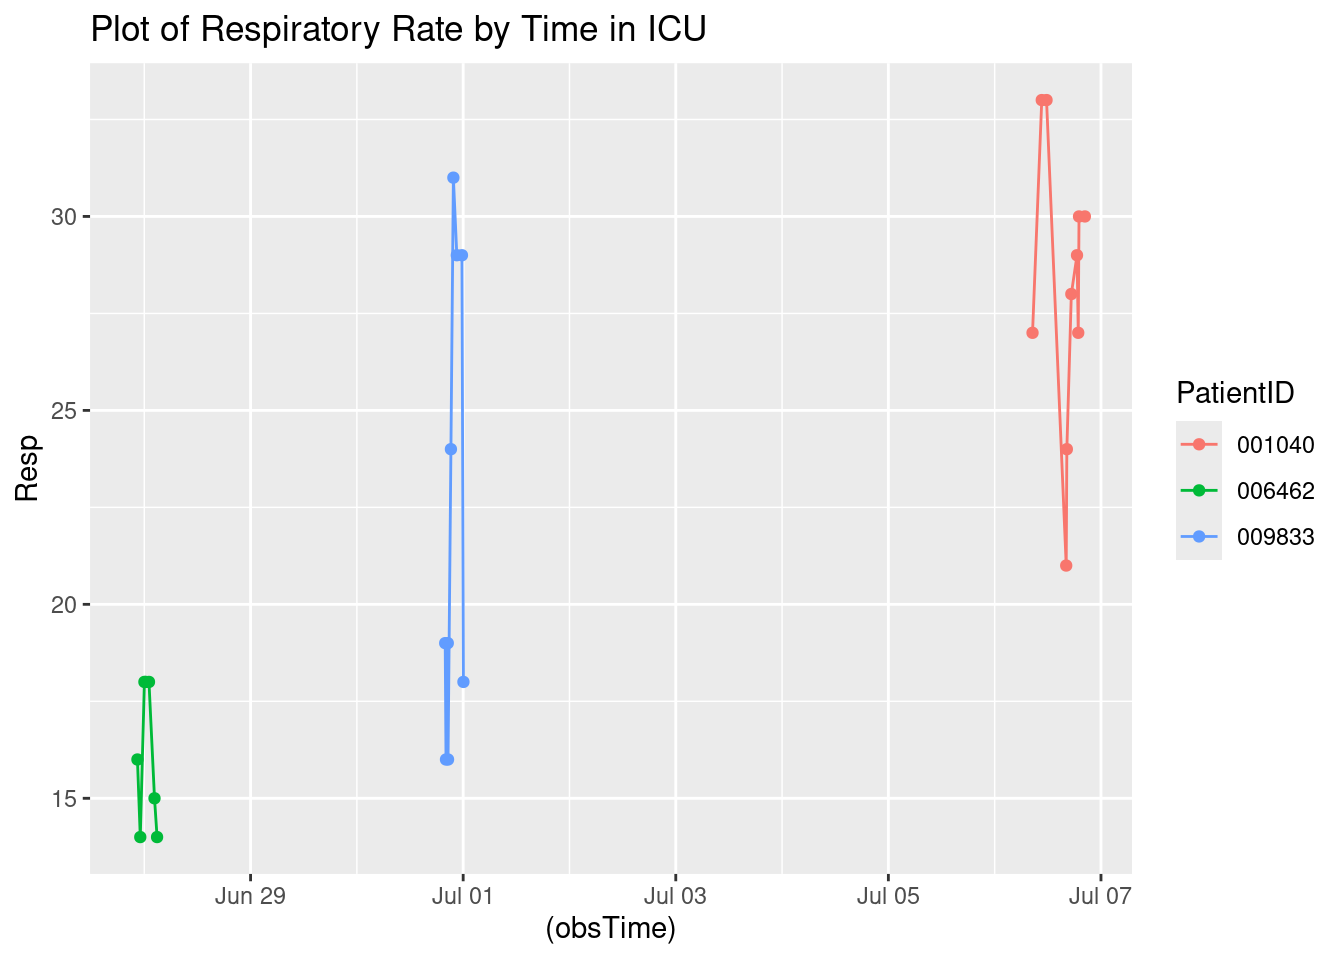 Plot of Respiratory Rate by Time in ICU
30
25
20
15
Resp
Jun 29 Jul 01 Jul 03 Jul 05 Jul 07
(obsTime)
PatientID
001040
006462
009833